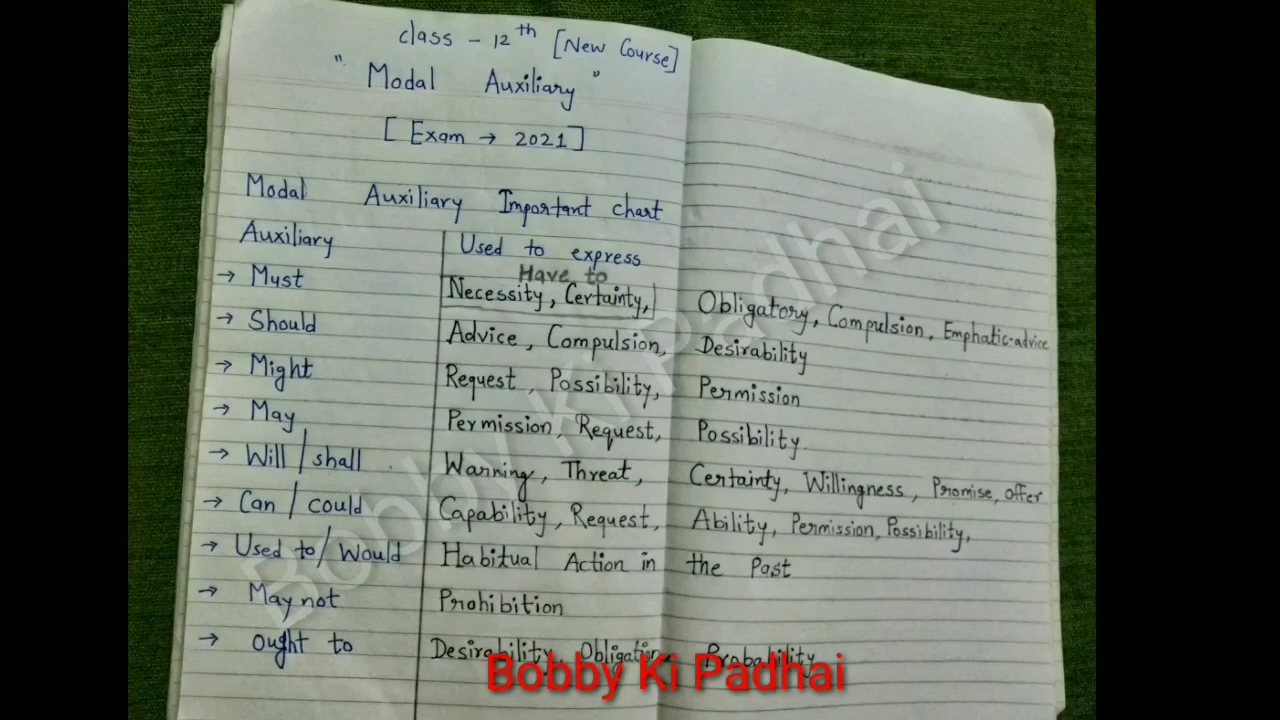 class - 12th [New Course]
" Modal Auxiliary "
[ Exam → 2021 ]
Modal Auxiliary Important chart
Auxiliary Used to express
Have to
→ Must Necessity, Certainty, Obligatory, Compulsion, Emphatic-advice
→ Should Advice, Compulsion, Desirability
→ Might Request, Possibility, Permission
→ May Permission, Request, Possibility
→ Will/shall Warning, Threat, Certainty, Willingness, Promise, offer
→ Can/could Capability, Request, Ability, Permission, Possibility,
→ Used to/Would Habitual Action in the Past
→ May not Prohibition
→ ought to Desirability, Obligation, Probability
Bobby Ki Padhai
Bobby Ki Padhai